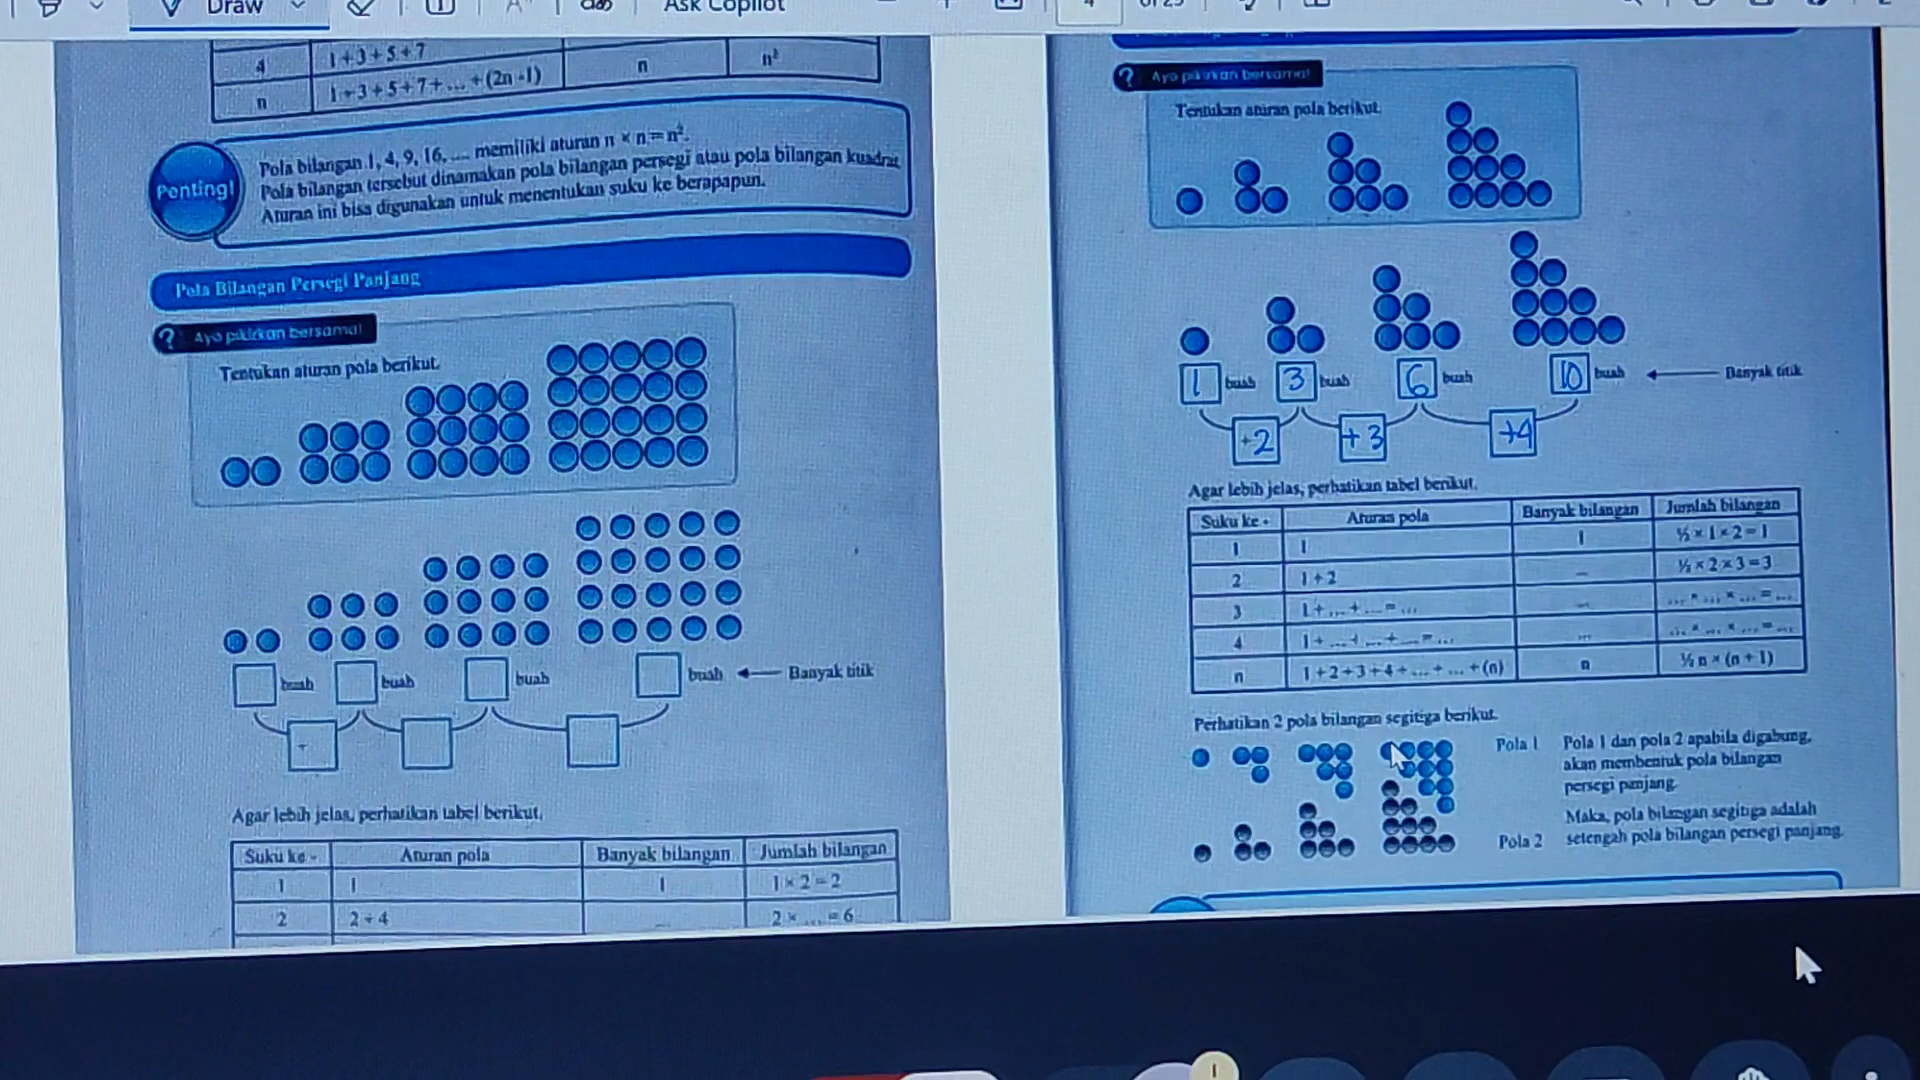 Draw
Ask Copilot
4 1+3+5+7
n 1+3+5+7+ ... +(2n-1) n n²
Penting!
Pola bilangan 1, 4, 9, 16, .... memiliki aturan n × n = n².
Pola bilangan tersebut dinamakan pola bilangan persegi atau pola bilangan kuadrat
Aturan ini bisa digunakan untuk menentukan suku ke berapapun.
Pola Bilangan Persegi Panjang
? Ayo pikirkan bersama!
Tentukan aturan pola berikut.
buah buah buah buah Banyak titik
+
Agar lebih jelas, perhatikan tabel berikut.
Suku ke - Aturan pola Banyak bilangan Jumlah bilangan
1 1 1 1 × 2 = 2
2 2 + 4 ... 2 × ... = 6
? Ayo pikirkan bersama!
Tentukan aturan pola berikut.
1 buah 3 buah 6 buah 10 buah Banyak titik
+2 +3 +4
Agar lebih jelas, perhatikan tabel berikut.
Suku ke - Aturan pola Banyak bilangan Jumlah bilangan
1 1 1 ½ × 1 × 2 = 1
2 1 + 2 ... ½ × 2 × 3 = 3
3 1 + ... + ... = ... ... ... × ... × ... = ...
4 1 + ... + ... + ... = ... ... ... × ... × ... = ...
n 1 + 2 + 3 + 4 + ... + ... + (n) n ½ n × (n + 1)
Perhatikan 2 pola bilangan segitiga berikut.
Pola 1 Pola 1 dan pola 2 apabila digabung,
akan membentuk pola bilangan
persegi panjang.
Maka, pola bilangan segitiga adalah
Pola 2 setengah pola bilangan persegi panjang.